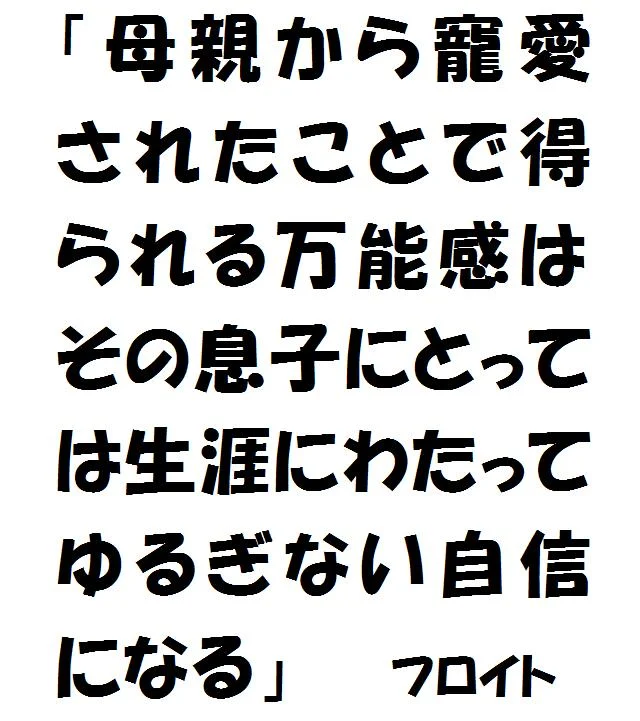 「母親から寵愛
されたことで得
られる万能感は
その息子にとって
は生涯にわたって
ゆるぎない自信
になる」　フロイト